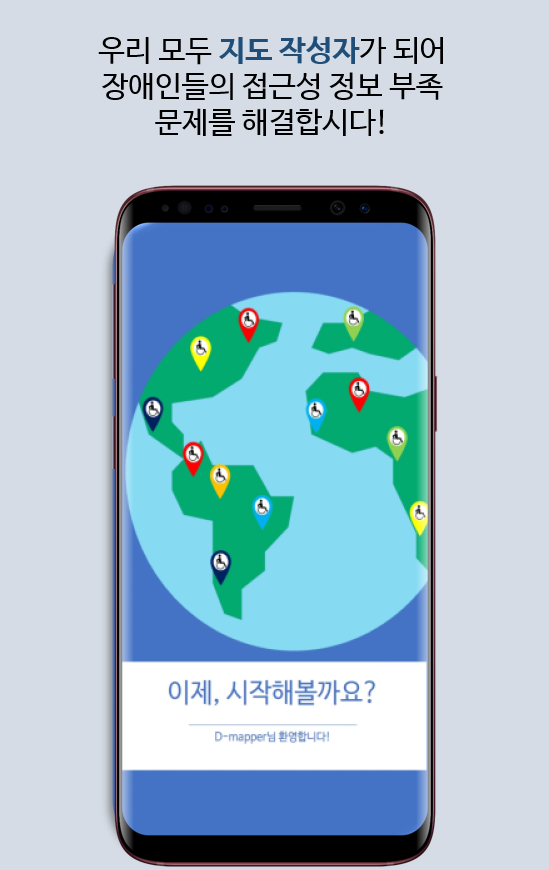 우리 모두 지도 작성자가 되어
장애인들의 접근성 정보 부족
문제를 해결합시다!
이제, 시작해볼까요?
D-mapper님 환영합니다!